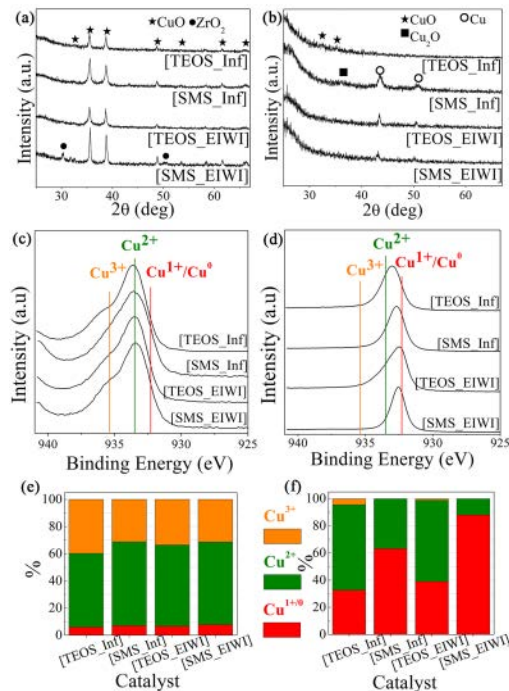 (a) ★CuO ●ZrO2
[TEOS_Inf]
[SMS_Inf]
[TEOS_EIWI]
[SMS_EIWI]
Intensity (a.u.)
30 40 50 60
2θ (deg)
(b) ★CuO ○Cu
■Cu2O
[TEOS_Inf]
[SMS_Inf]
[TEOS_EIWI]
[SMS_EIWI]
Intensity (a.u.)
30 40 50 60
2θ (deg)
(c)
Cu2+
Cu3+ Cu1+/Cu0
[TEOS_Inf]
[SMS_Inf]
[TEOS_EIWI]
[SMS_EIWI]
Intensity (a.u)
940 935 930 925
Binding Energy (eV)
(d)
Cu2+
Cu3+ Cu1+/Cu0
[TEOS_Inf]
[SMS_Inf]
[TEOS_EIWI]
[SMS_EIWI]
Intensity (a.u)
940 935 930 925
Binding Energy (eV)
(e)
100
80
60
40
20
0
%
[TEOS_Inf] [SMS_Inf] [TEOS_EIWI] [SMS_EIWI]
Catalyst
Cu3+
Cu2+
Cu1+/0
(f)
100
80
60
40
20
0
%
[TEOS_Inf] [SMS_Inf] [TEOS_EIWI] [SMS_EIWI]
Catalyst